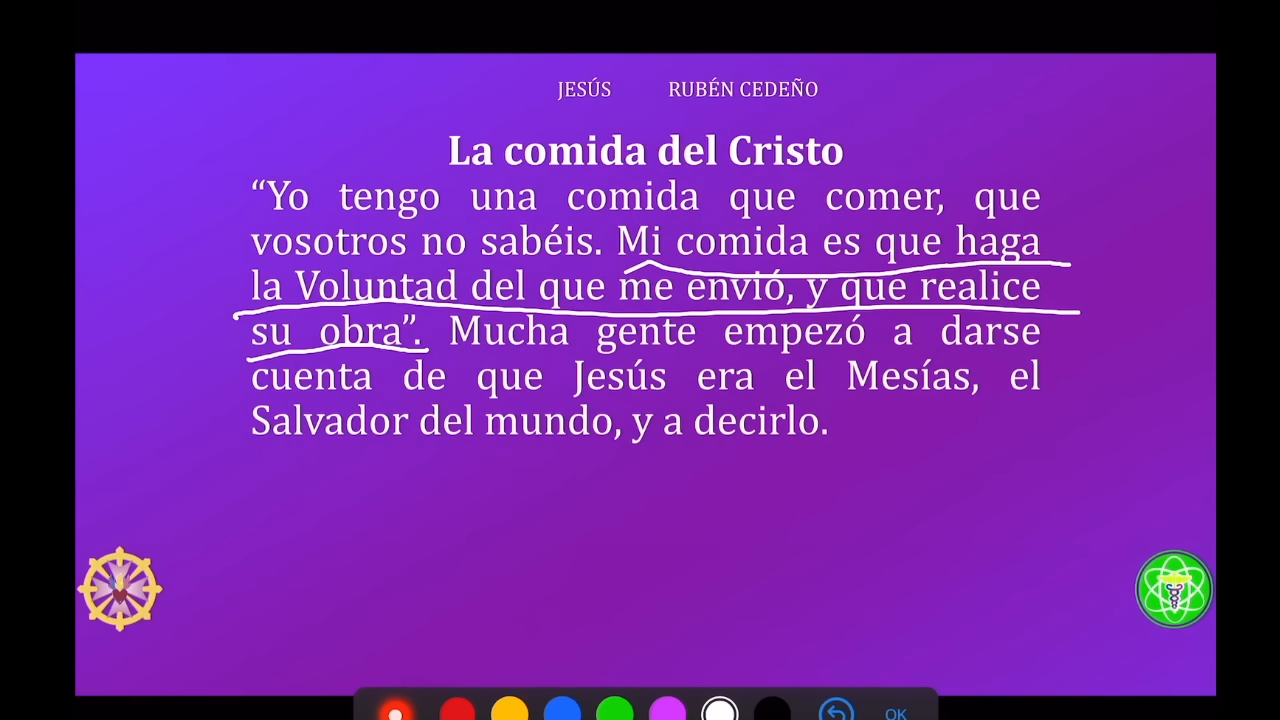 JESÚS RUBÉN CEDEÑO
La comida del Cristo
“Yo tengo una comida que comer, que
vosotros no sabéis. Mi comida es que haga
la Voluntad del que me envió, y que realice
su obra”. Mucha gente empezó a darse
cuenta de que Jesús era el Mesías, el
Salvador del mundo, y a decirlo.
OK